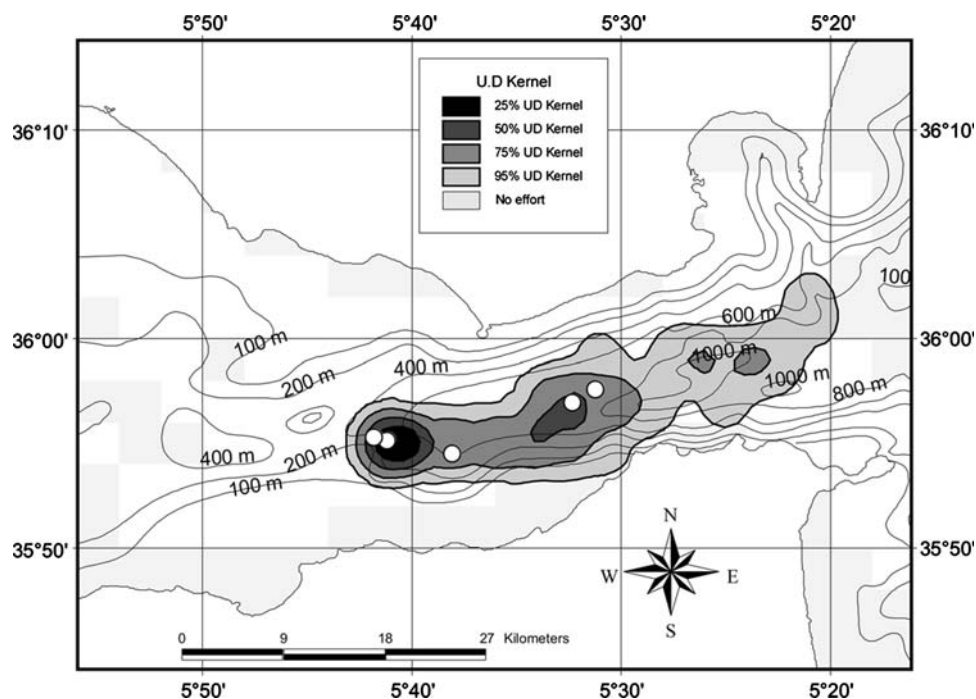 5°50' 5°40' 5°30' 5°20'
U.D Kernel
25% UD Kernel
50% UD Kernel
75% UD Kernel
95% UD Kernel
No effort
36°10' 36°10'
100
600 m
36°00' 36°00'
100 m
1000 m
400 m
200 m
1000 m
800 m
400 m
200 m
100 m
35°50' 35°50'
N
W E
S
0 9 18 27 Kilometers
5°50' 5°40' 5°30' 5°20'